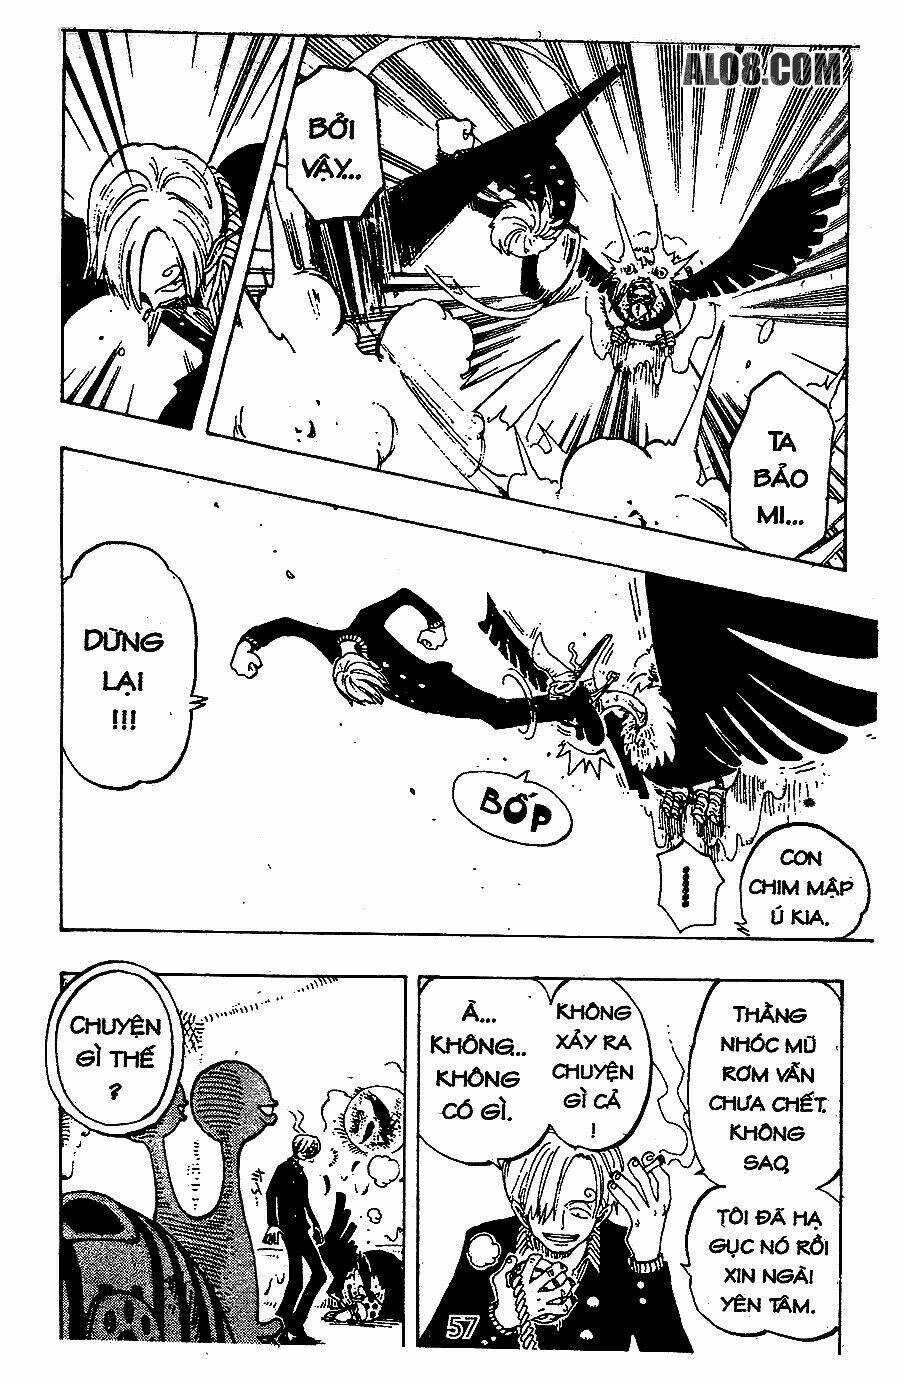 ALO8.COM
BỞI
VẬY...
TA
BẢO
MI...
DỪNG
LẠI
!!!
BỐP
......
CON
CHIM MẬP
Ú KIA.
CHUYỆN
GÌ THẾ
?
À...
KHÔNG..
KHÔNG
CÓ GÌ.
KHÔNG
XẢY RA
CHUYỆN
GÌ CẢ
!
THẰNG
NHÓC MŨ
RƠM VẪN
CHƯA CHẾT.
KHÔNG
SAO.
TÔI ĐÃ HẠ
GỤC NÓ RỒI
XIN NGÀI
YÊN TÂM.
57